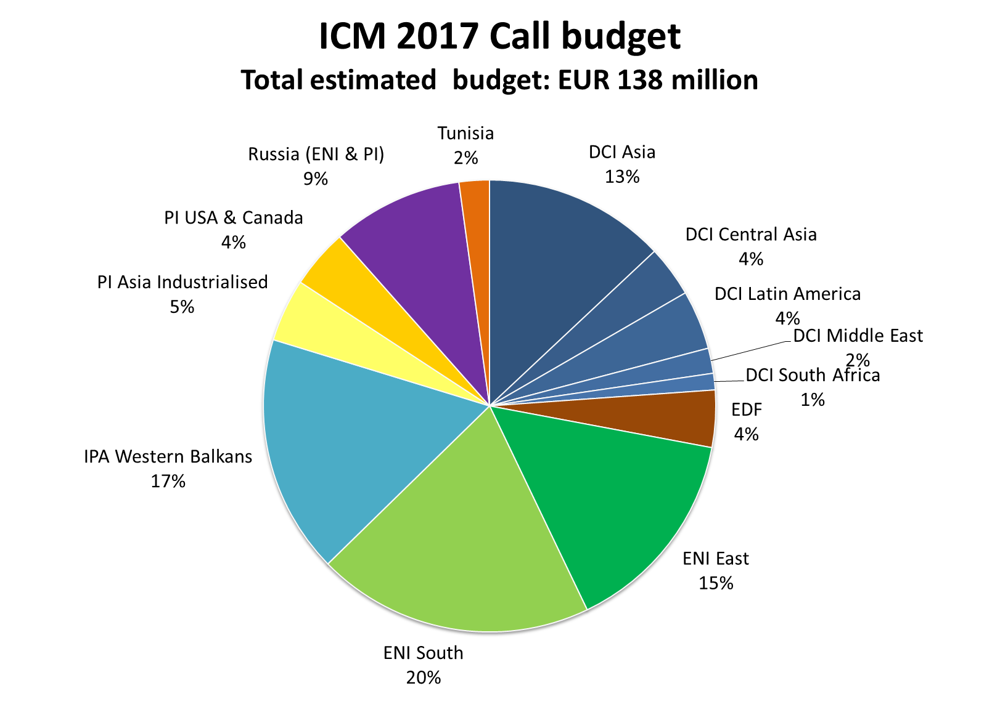 ICM 2017 Call budget
Total estimated  budget: EUR 138 million
Tunisia
2%
DCI Asia
13%
Russia (ENI & PI)
9%
PI USA & Canada
4%
DCI Central Asia
4%
PI Asia Industrialised
5%
DCI Latin America
4%
DCI Middle East
2%
DCI South Africa
1%
EDF
4%
IPA Western Balkans
17%
ENI East
15%
ENI South
20%